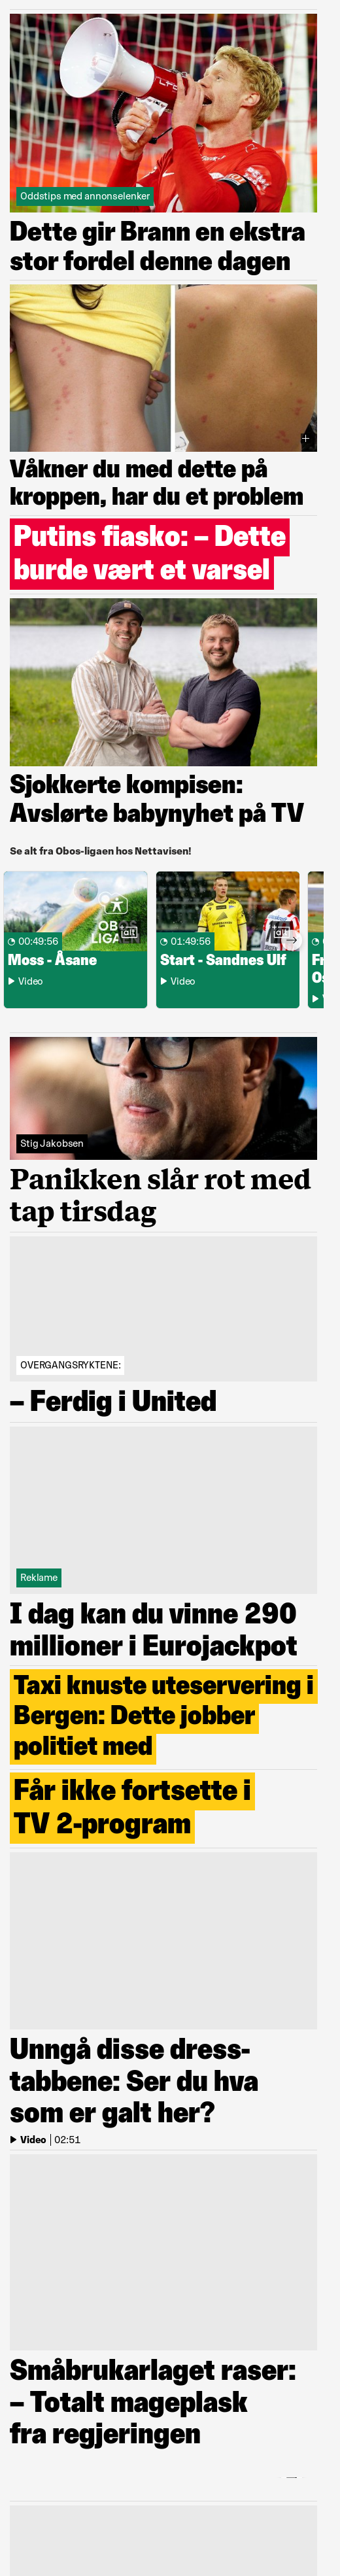 Oddstips med annonselenker
Dette gir Brann en ekstra
stor fordel denne dagen
Våkner du med dette på
kroppen, har du et problem
Putins fiasko: – Dette
burde vært et varsel
Sjokkerte kompisen:
Avslørte babynyhet på TV
Se alt fra Obos-ligaen hos Nettavisen!
OBOS
LIGAEN
alt
00:49:56
Moss - Åsane
Video
alt
01:49:56
Start - Sandnes Ulf
Video
Stig Jakobsen
Panikken slår rot med
tap tirsdag
OVERGANGSRYKTENE:
– Ferdig i United
Reklame
I dag kan du vinne 290
millioner i Eurojackpot
Taxi knuste uteservering i
Bergen: Dette jobber
politiet med
Får ikke fortsette i
TV 2-program
Unngå disse dress-
tabbene: Ser du hva
som er galt her?
Video | 02:51
Småbrukarlaget raser:
– Totalt mageplask
fra regjeringen